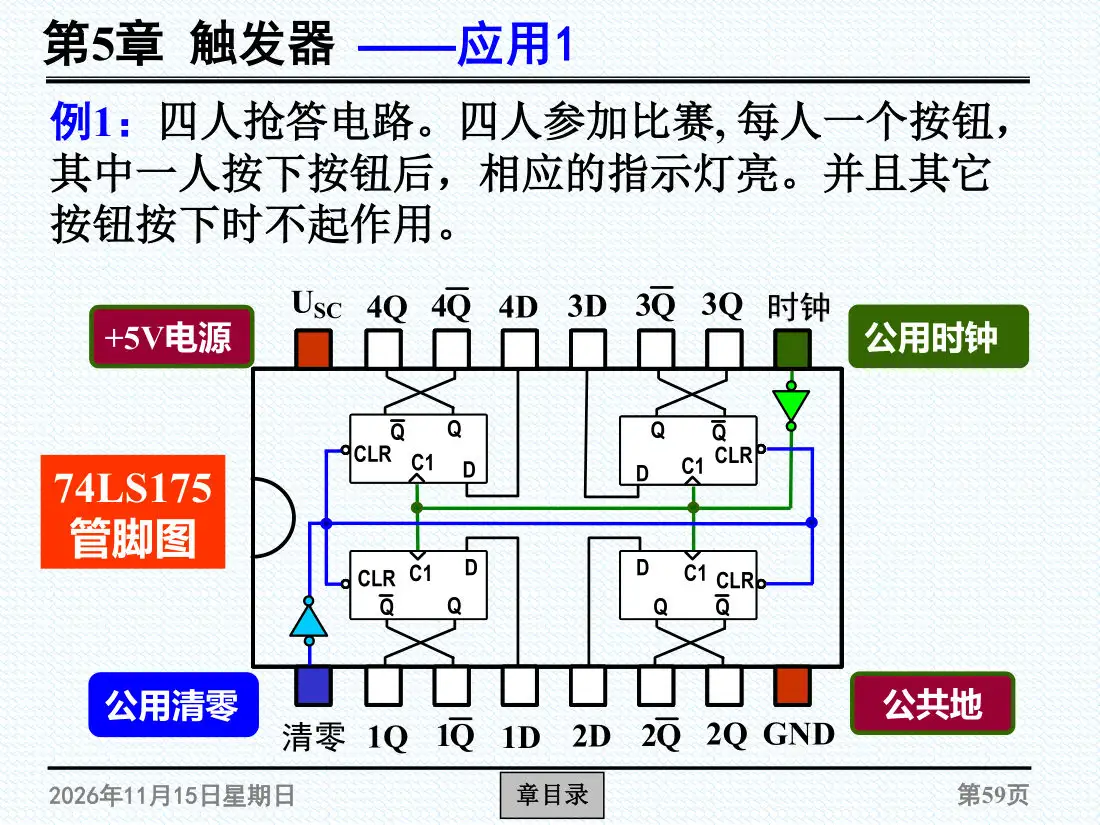 第5章 触发器 ——应用1
例1：四人抢答电路。四人参加比赛, 每人一个按钮，
其中一人按下按钮后，相应的指示灯亮。并且其它
按钮按下时不起作用。
USC 4Q 4Q̅ 4D 3D 3Q̅ 3Q 时钟
+5V电源
公用时钟
Q̅ Q
CLR C1 D
Q Q̅
D C1 CLR
74LS175
管脚图
CLR C1 D
Q̅ Q
D C1 CLR
Q Q̅
公用清零
公共地
清零 1Q 1Q̅ 1D 2D 2Q̅ 2Q GND
2026年11月15日星期日
章目录
第59页